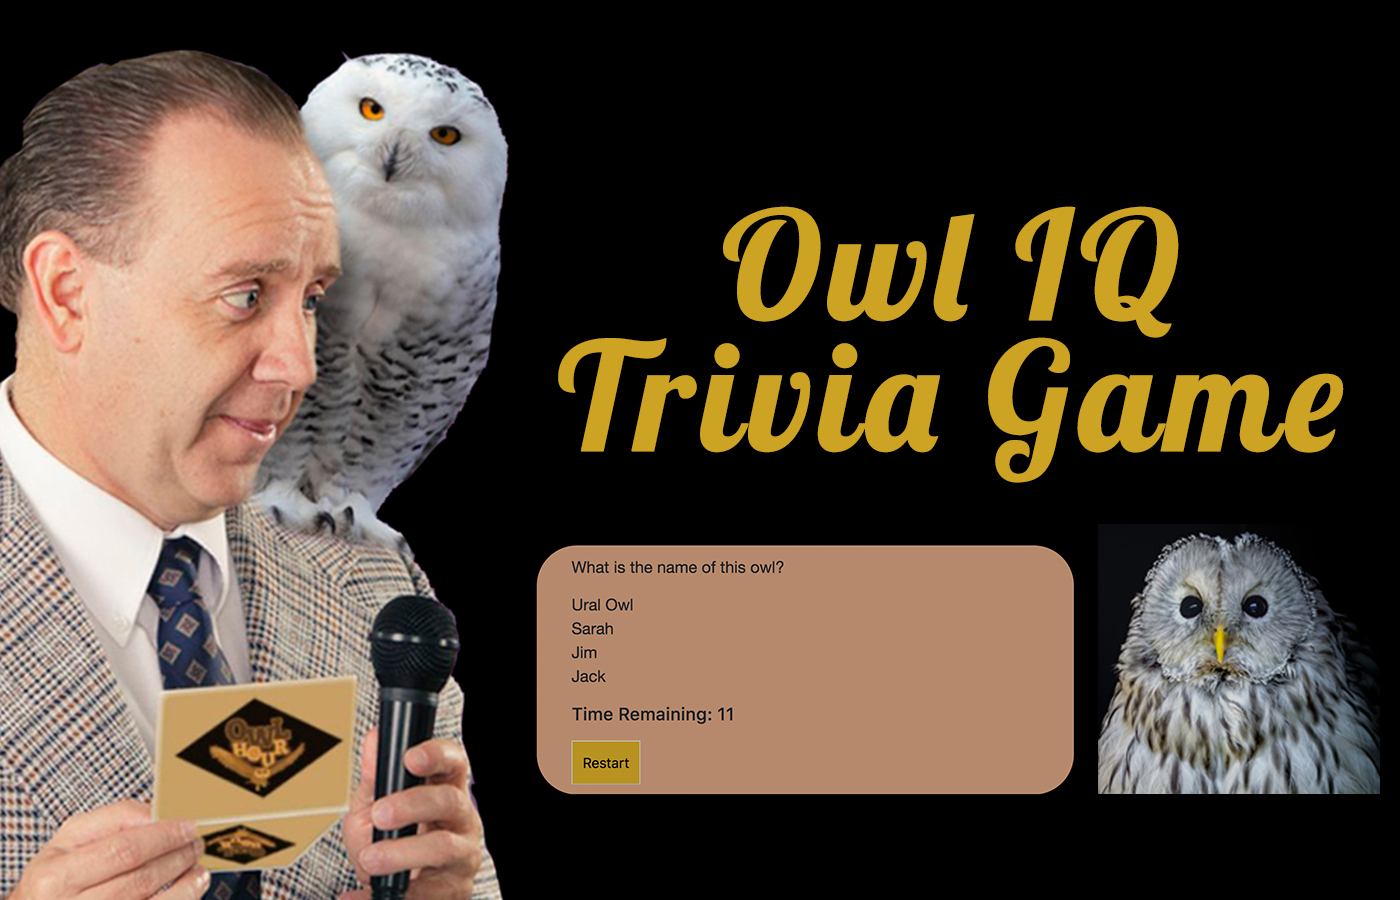 Owl IQ
Trivia Game
What is the name of this owl?
Ural Owl
Sarah
Jim
Jack
Time Remaining: 11
Restart
OWL
HOUR